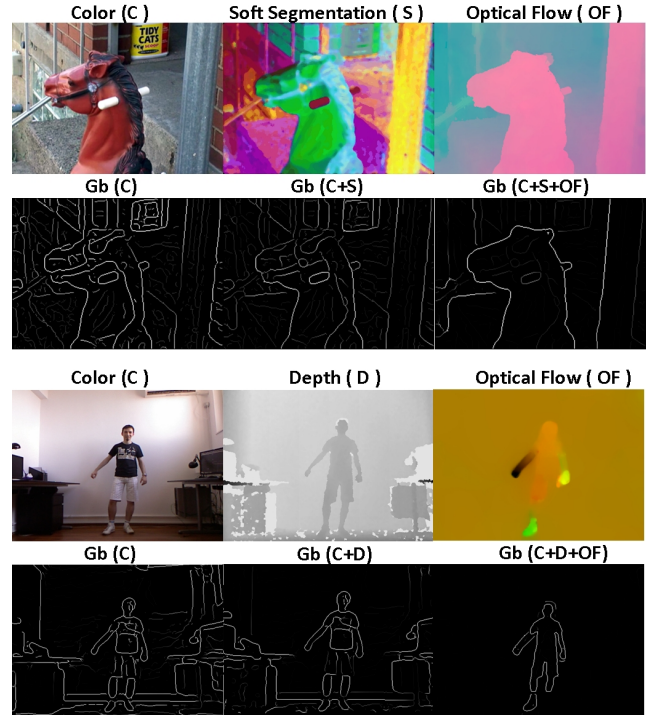 Color (C )
Soft Segmentation ( S )
Optical Flow ( OF )
TIDY
CATS
Gb (C)
Gb (C+S)
Gb (C+S+OF)
Color (C )
Depth ( D )
Optical Flow ( OF )
Gb (C)
Gb (C+D)
Gb (C+D+OF)